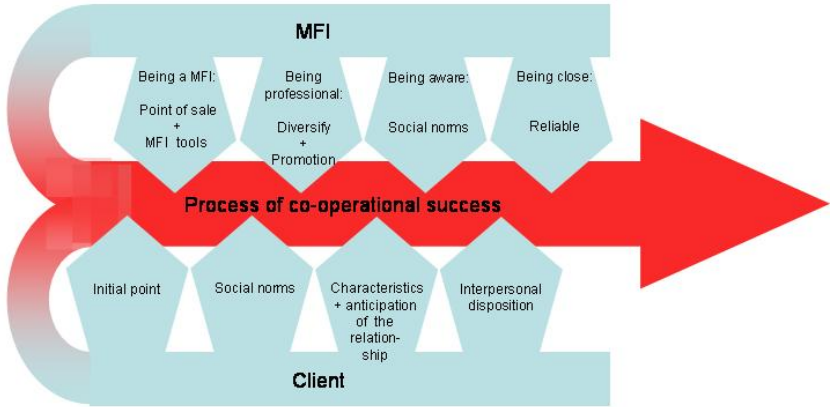 MFI
Being a MFI:
Point of sale
+
MFI tools
Being
professional:
Diversify
+
Promotion
Being aware:
Social norms
Being close:
Reliable
Process of co-operational success
Initial point
Social norms
Characteristics
+ anticipation
of the
relation-
ship
Interpersonal
disposition
Client